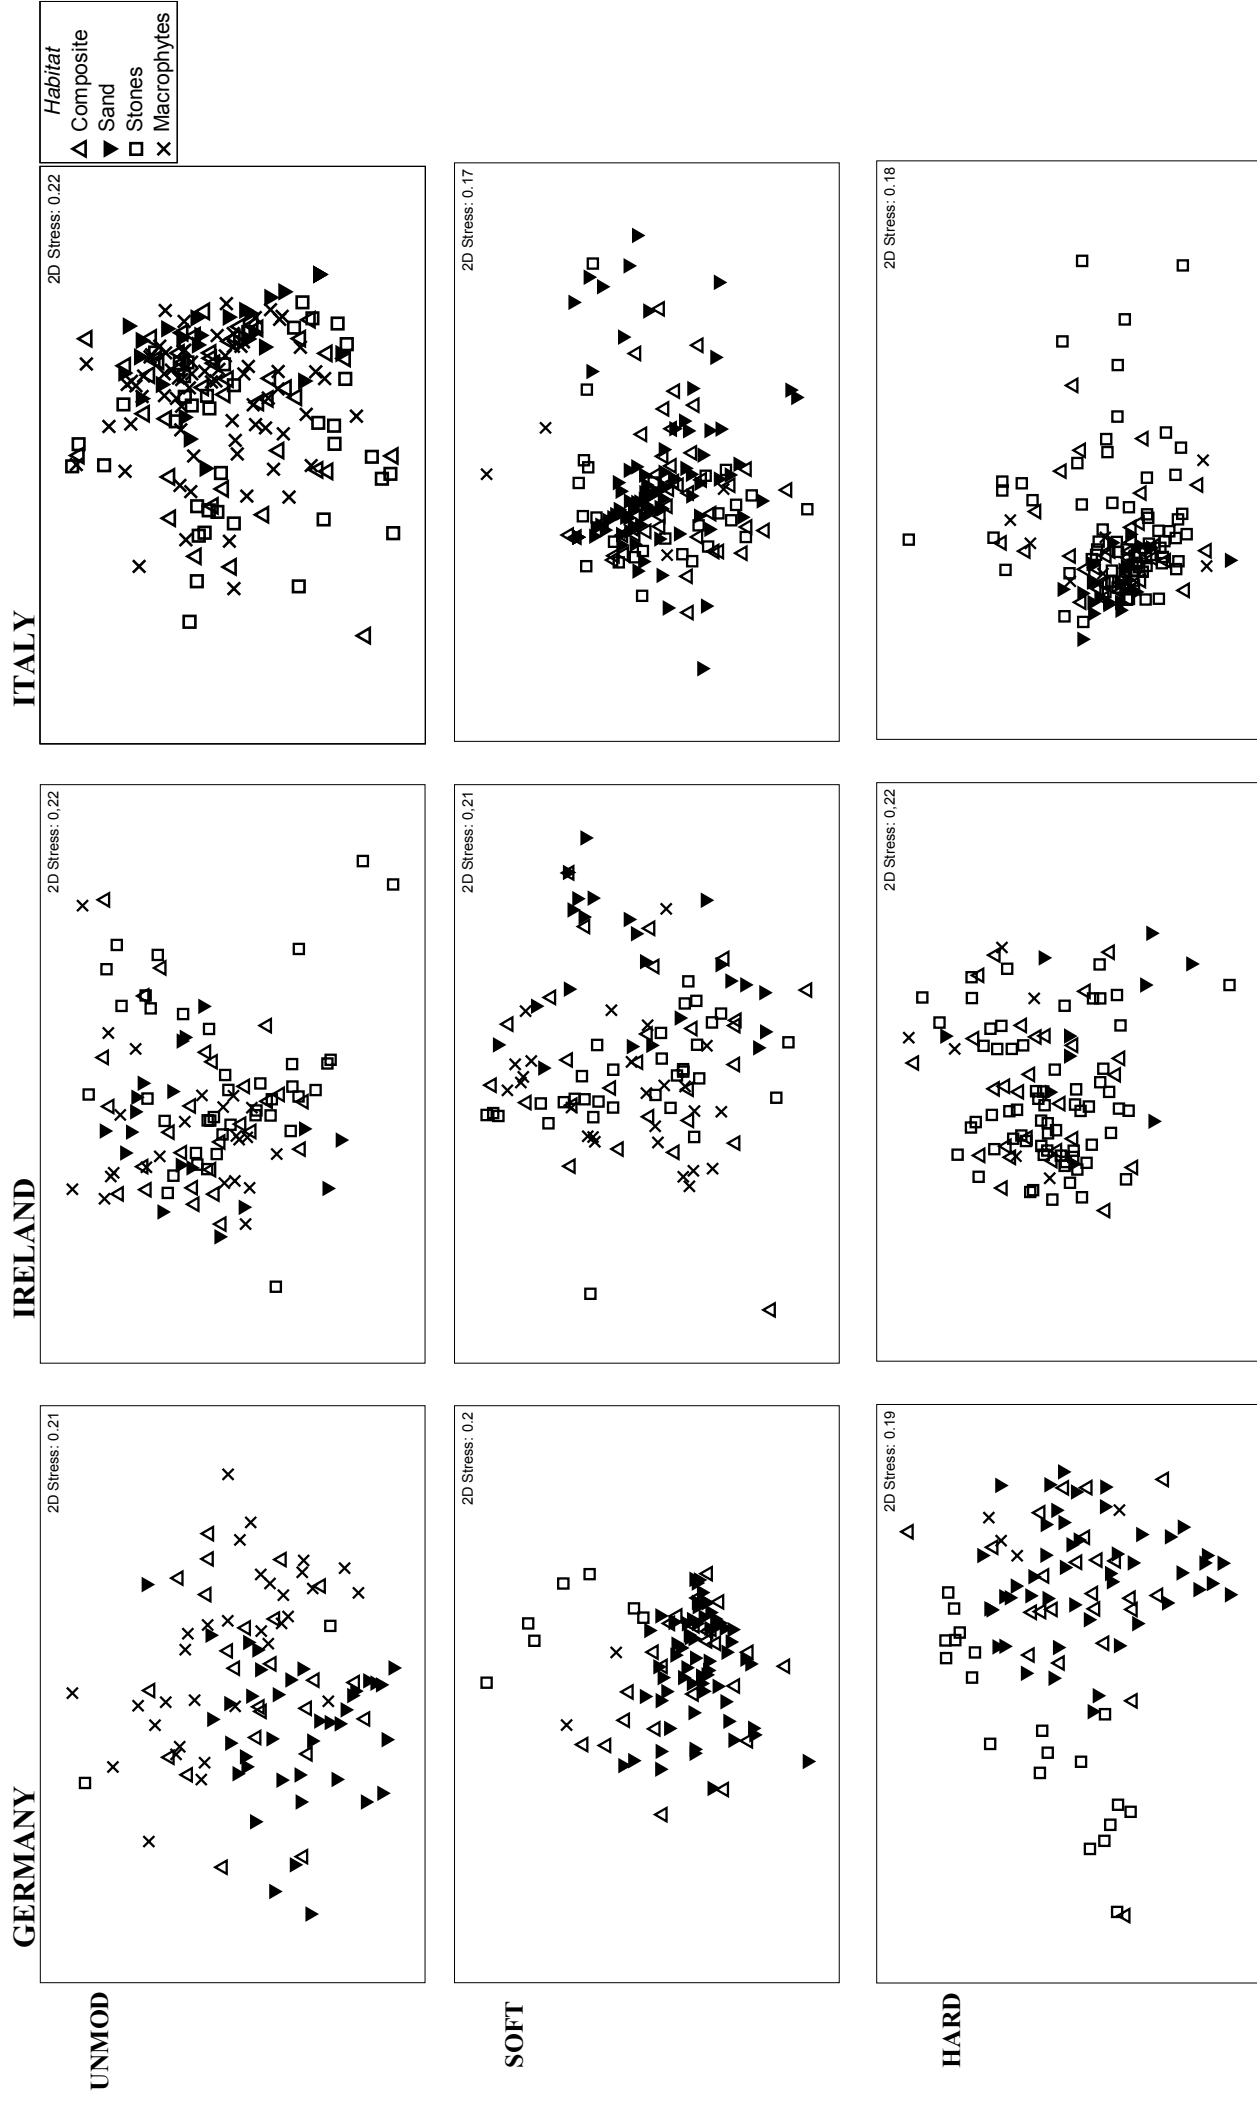 GERMANY
IRELAND
ITALY
Habitat
Composite
Sand
Stones
Macrophytes
UNMOD
2D Stress: 0.21
2D Stress: 0,22
2D Stress: 0.22
SOFT
2D Stress: 0.2
2D Stress: 0,21
2D Stress: 0.17
HARD
2D Stress: 0.19
2D Stress: 0,22
2D Stress: 0.18